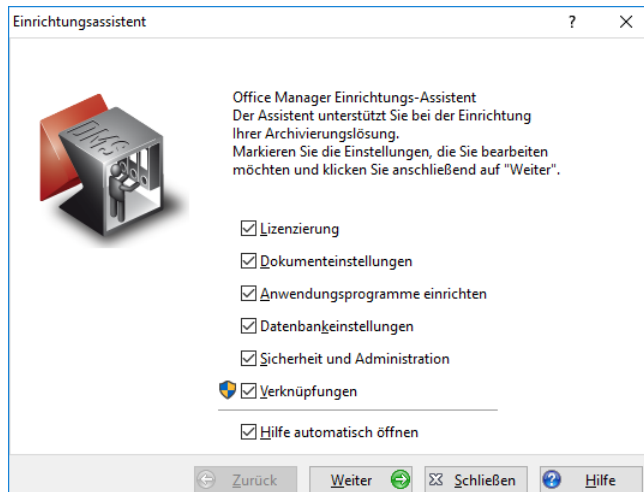 Einrichtungsassistent
?
DMS
Office Manager Einrichtungs-Assistent
Der Assistent unterstützt Sie bei der Einrichtung
Ihrer Archivierungslösung.
Markieren Sie die Einstellungen, die Sie bearbeiten
möchten und klicken Sie anschließend auf "Weiter".
Lizenzierung
Dokumenteinstellungen
Anwendungsprogramme einrichten
Datenbankeinstellungen
Sicherheit und Administration
Verknüpfungen
Hilfe automatisch öffnen
Zurück Weiter Schließen ? Hilfe